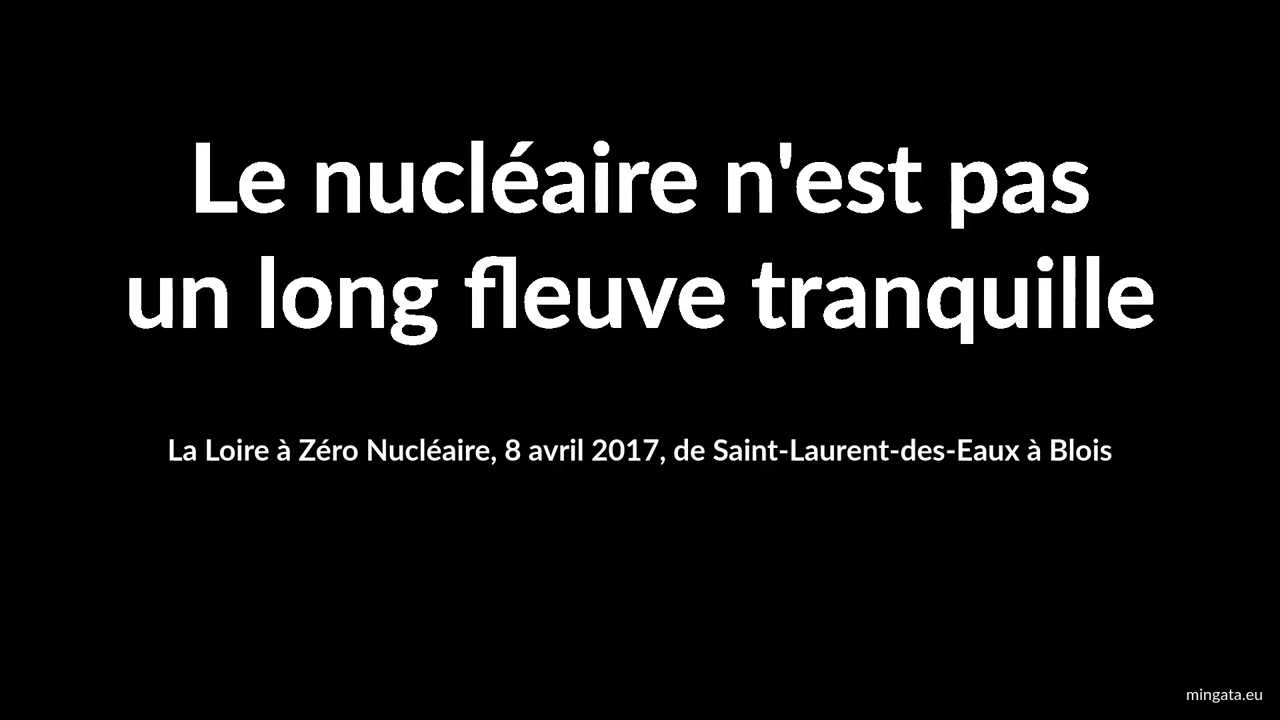 Le nucléaire n'est pas
un long fleuve tranquille
La Loire à Zéro Nucléaire, 8 avril 2017, de Saint-Laurent-des-Eaux à Blois
mingata.eu